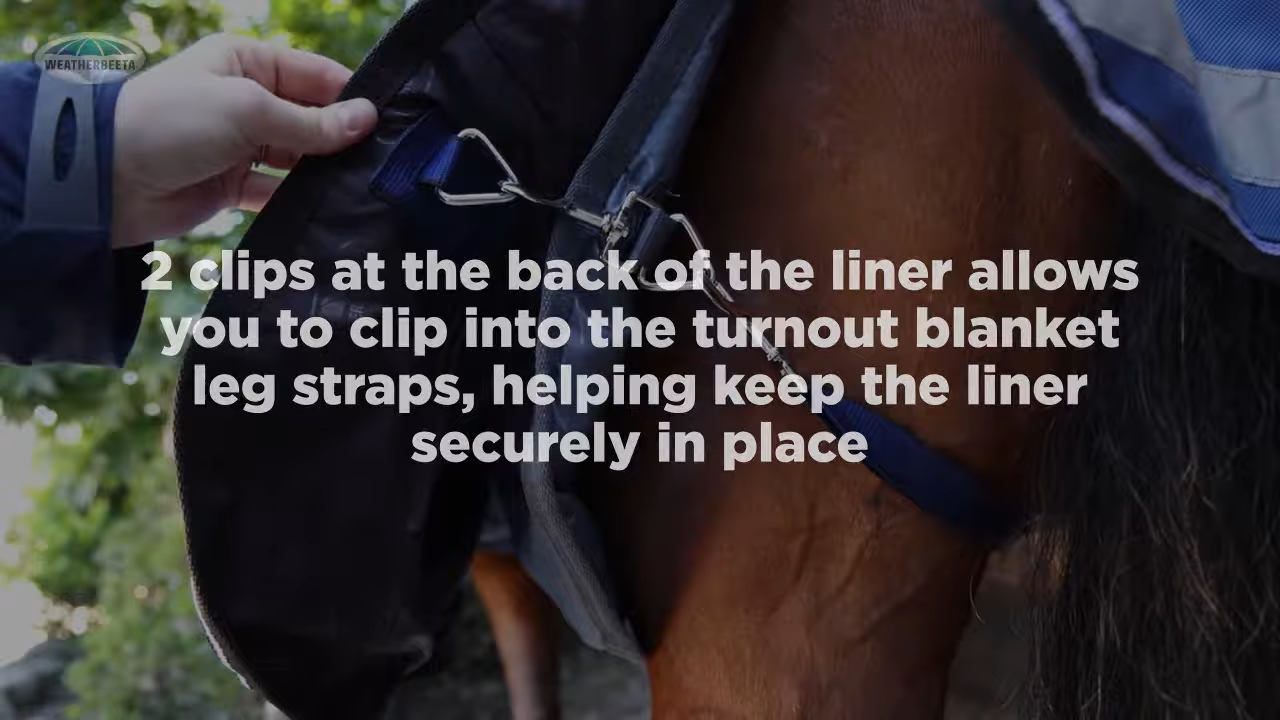 WEATHERBEETA
2 clips at the back of the liner allows
you to clip into the turnout blanket
leg straps, helping keep the liner
securely in place